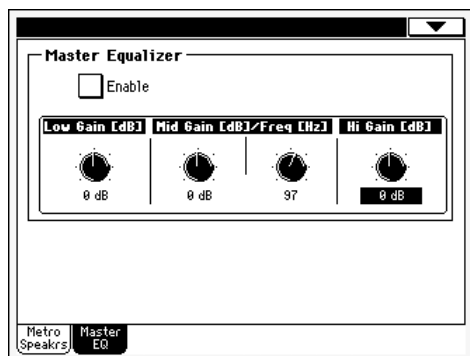 Master Equalizer
Enable
Low Gain [dB] Mid Gain [dB]/Freq [Hz] Hi Gain [dB]
0 dB 0 dB 97 0 dB
Metro Speakrs
Master EQ